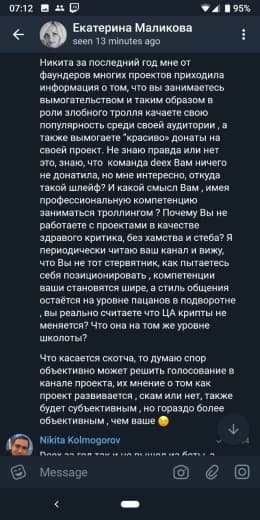 07:12
95%
Екатерина Маликова
seen 13 minutes ago
Никита за последний год мне от
фаундеров многих проектов приходила
информация о том, что вы занимаетесь
вымогательством и таким образом в
роли злобного тролля качаете свою
популярность среди своей аудитории , а
также вымогаете "красиво» донаты на
своей проект. Не знаю правда или нет
это, знаю, что команда deex Вам ничего
не донатила, но мне интересно, откуда
такой шлейф? И какой смысл Вам , имея
профессиональную компетенцию
заниматься троллингом ? Почему Вы не
работаете с проектами в качестве
здравого критика, без хамства и стеба? Я
периодически читаю ваш канал и вижу,
что Вы не тот стервятник, как пытаетесь
себя позиционировать , компетенции
ваши становятся шире, а стиль общения
остаётся на уровне пацанов в подворотне
, вы реально считаете что ЦА крипты не
меняется? Что она на том же уровне
школоты?
Что касается скотча, то думаю спор
объективно может решить голосование в
канале проекта, их мнение о том как
проект развивается , скам или нет, также
будет субъективным , но гораздо более
объективным , чем ваше 😉
Nikita Kolmogorov
Message